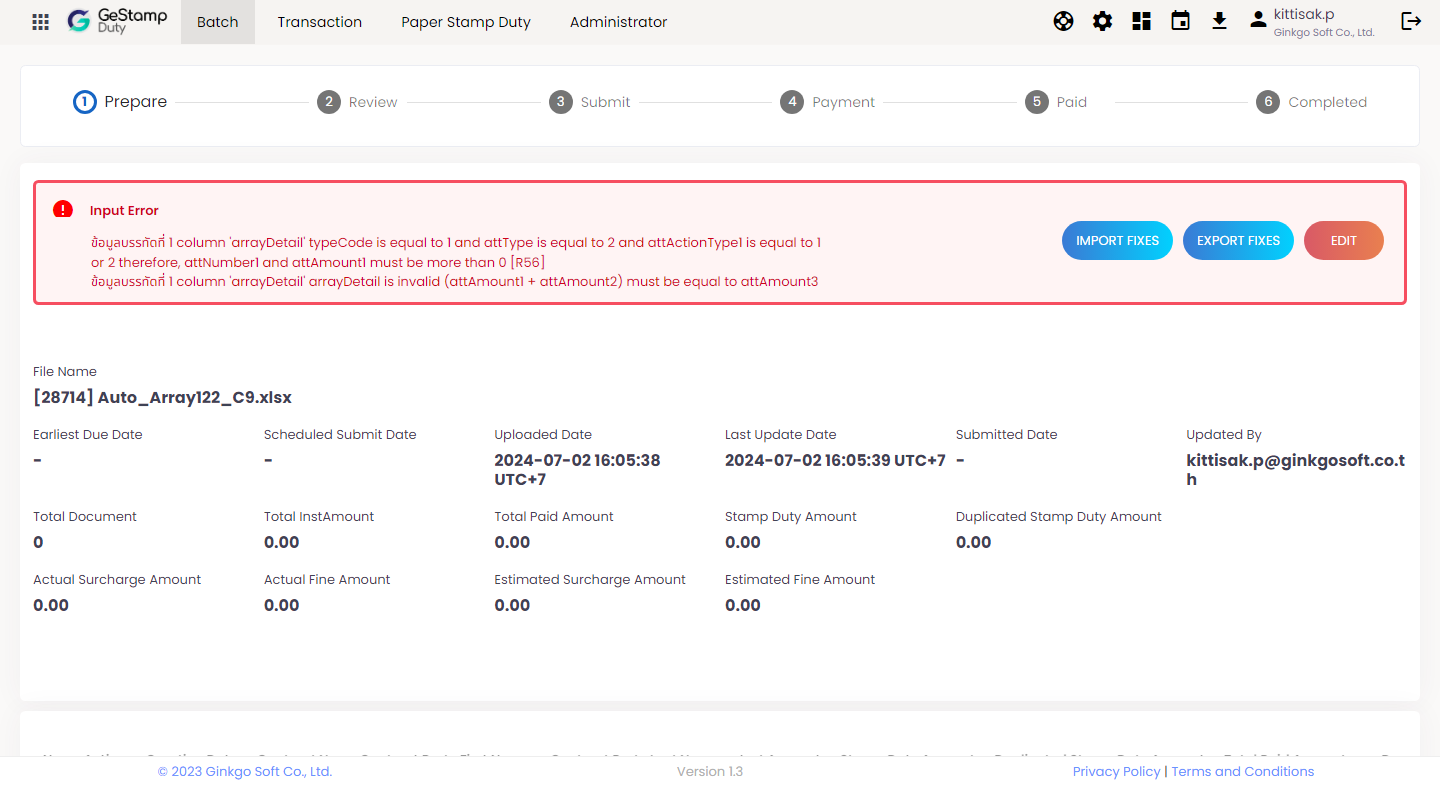 GeStamp
Duty
Batch
Transaction
Paper Stamp Duty
Administrator
kittisak.p
Ginkgo Soft Co., Ltd.
1 Prepare
2 Review
3 Submit
4 Payment
5 Paid
6 Completed
Input Error
ข้อมูลบรรทัดที่ 1 column 'arrayDetail' typeCode is equal to 1 and attType is equal to 2 and attActionType1 is equal to 1
or 2 therefore, attNumber1 and attAmount1 must be more than 0 [R56]
ข้อมูลบรรทัดที่ 1 column 'arrayDetail' arrayDetail is invalid (attAmount1 + attAmount2) must be equal to attAmount3
IMPORT FIXES
EXPORT FIXES
EDIT
File Name
[28714] Auto_Array122_C9.xlsx
Earliest Due Date
-
Scheduled Submit Date
-
Uploaded Date
2024-07-02 16:05:38
UTC+7
Last Update Date
2024-07-02 16:05:39 UTC+7
Submitted Date
-
Updated By
kittisak.p@ginkgosoft.co.t
h
Total Document
0
Total InstAmount
0.00
Total Paid Amount
0.00
Stamp Duty Amount
0.00
Duplicated Stamp Duty Amount
0.00
Actual Surcharge Amount
0.00
Actual Fine Amount
0.00
Estimated Surcharge Amount
0.00
Estimated Fine Amount
0.00
© 2023 Ginkgo Soft Co., Ltd.
Version 1.3
Privacy Policy | Terms and Conditions